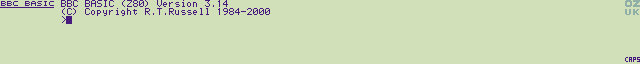 BBC BASIC BBC BASIC (Z80) Version 3.14 OZ
(C) Copyright R.T.Russell 1984-2000 UK
>
CAPS